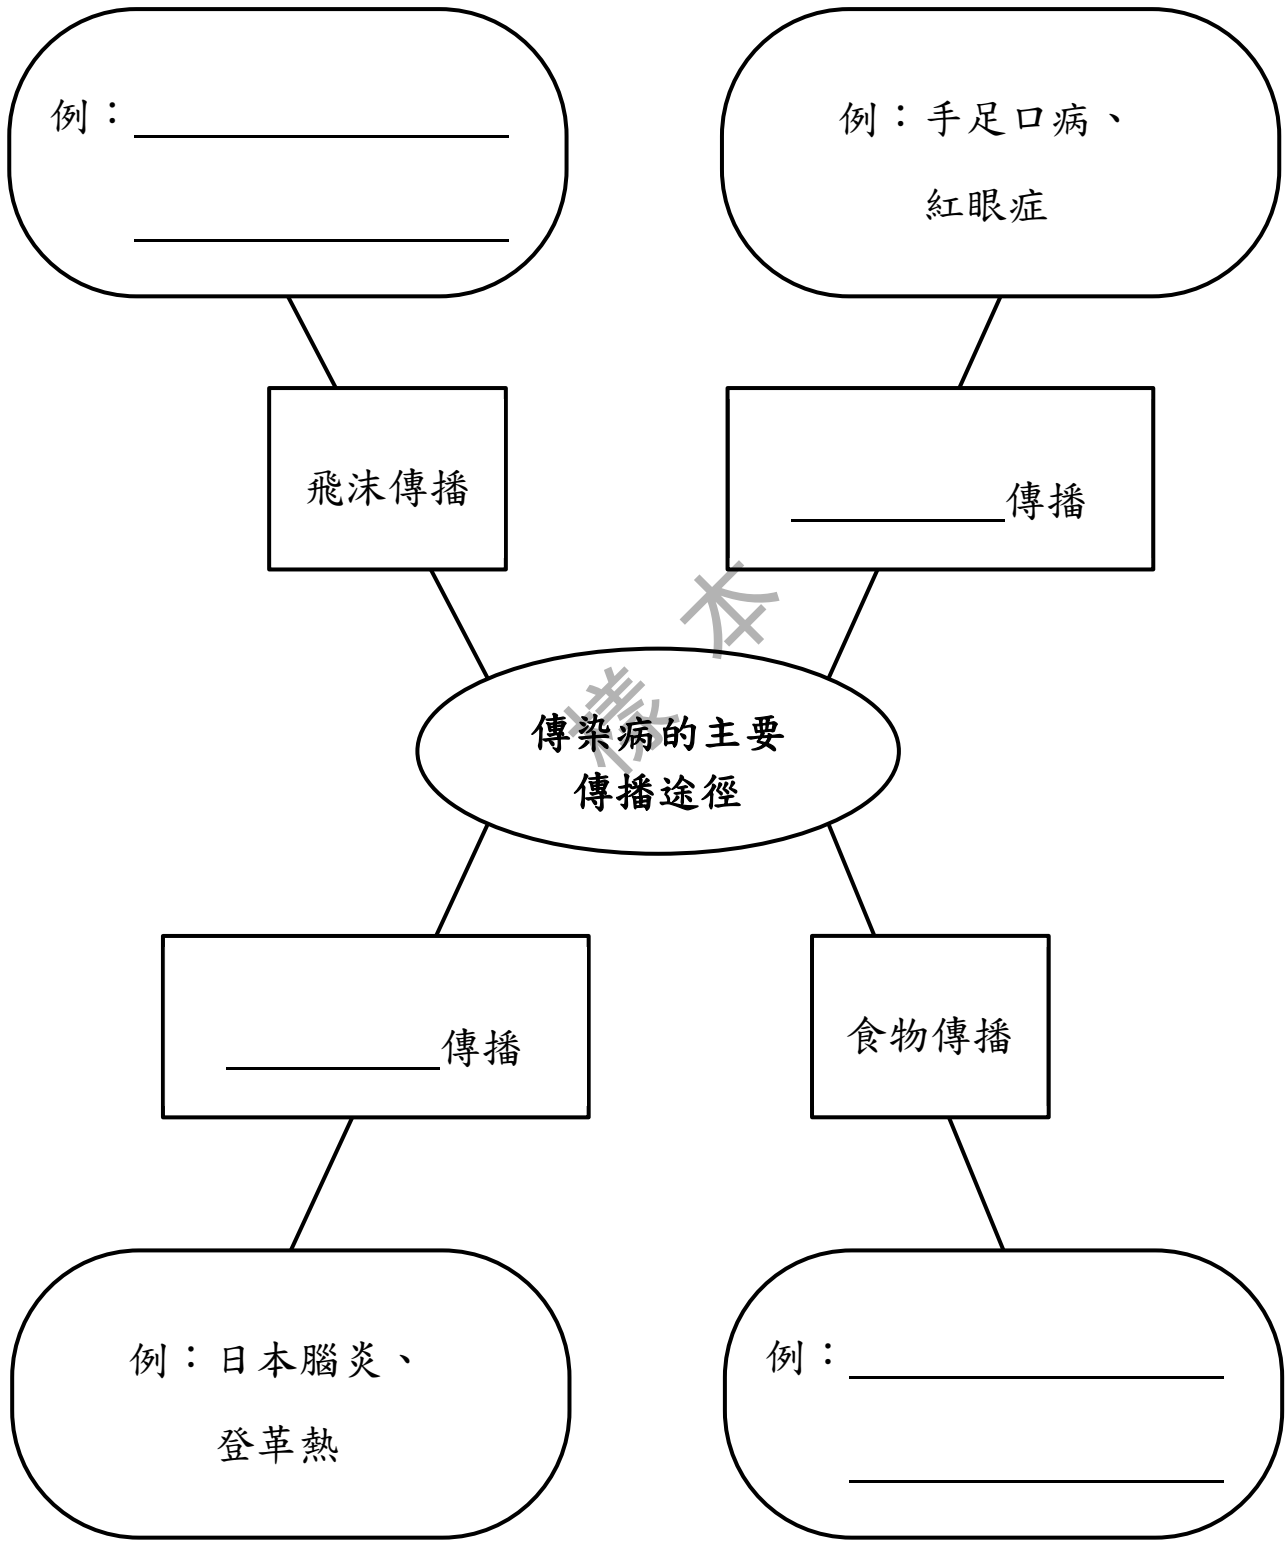 例：
例：手足口病、
紅眼症
飛沫傳播
傳播
樣本
傳染病的主要
傳播途徑
傳播
食物傳播
例：日本腦炎、
登革熱
例：